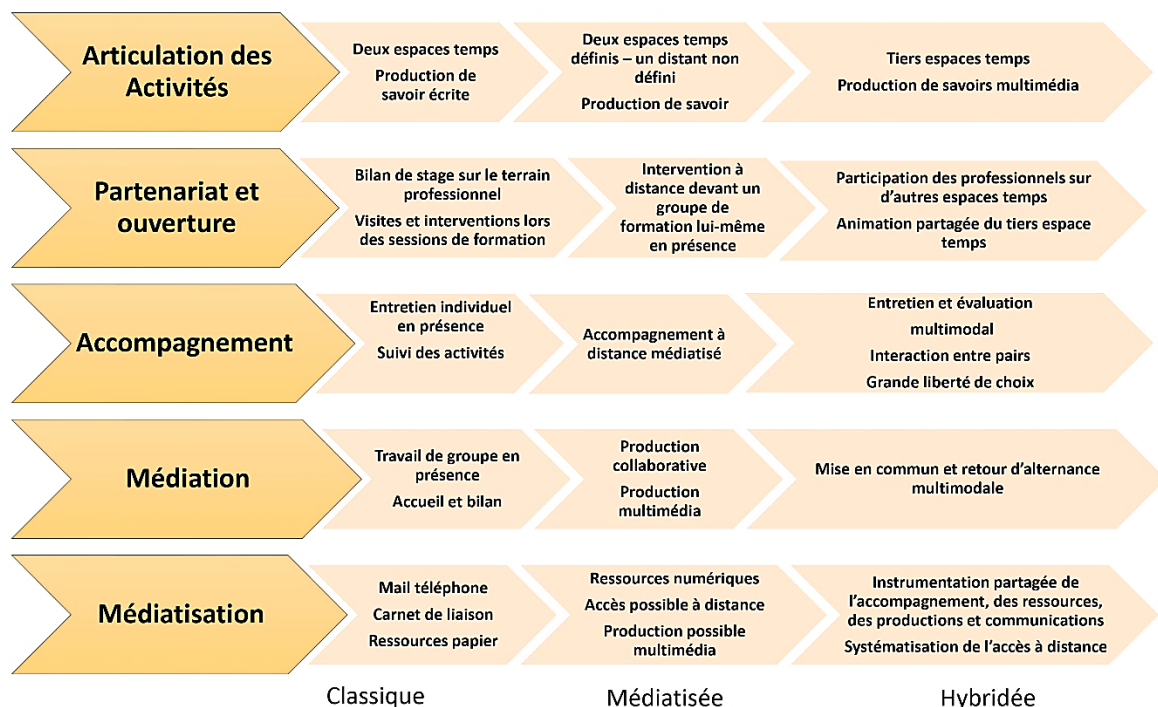 Articulation des
Activités
Deux espaces temps
Production de
savoir écrite
Deux espaces temps
définis – un distant non
défini
Production de savoir
Tiers espaces temps
Production de savoirs multimédia
Partenariat et
ouverture
Bilan de stage sur le terrain
professionnel
Visites et interventions lors
des sessions de formation
Intervention à
distance devant un
groupe de
formation lui-même
en présence
Participation des professionnels sur
d’autres espaces temps
Animation partagée du tiers espace
temps
Accompagnement
Entretien individuel
en présence
Suivi des activités
Accompagnement à
distance médiatisé
Entretien et évaluation
multimodal
Interaction entre pairs
Grande liberté de choix
Médiation
Travail de groupe en
présence
Accueil et bilan
Production
collaborative
Production
multimédia
Mise en commun et retour d’alternance
multimodale
Médiatisation
Mail téléphone
Carnet de liaison
Ressources papier
Ressources numériques
Accès possible à distance
Production possible
multimédia
Instrumentation partagée de
l’accompagnement, des ressources,
des productions et communications
Systématisation de l’accès à distance
Classique
Médiatisée
Hybridée